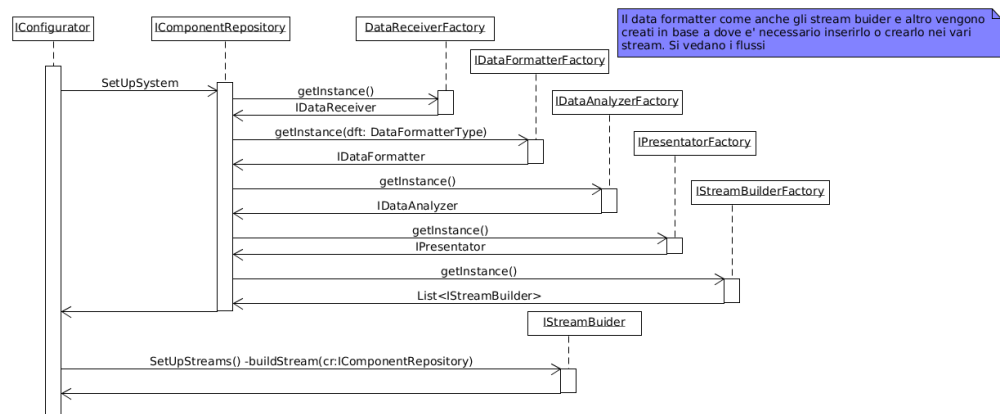 Il data formatter come anche gli stream buider e altro vengono
creati in base a dove e' necessario inserirlo o crearlo nei vari
stream. Si vedano i flussi
IConfigurator
IComponentRepository
DataReceiverFactory
IDataFormatterFactory
SetUpSystem
getInstance()
IDataReceiver
IDataAnalyzerFactory
getInstance(dft: DataFormatterType)
IDataFormatter
IPresentatorFactory
getInstance()
IDataAnalyzer
IStreamBuilderFactory
getInstance()
IPresentator
getInstance()
List<IStreamBuilder>
IStreamBuider
SetUpStreams() -buildStream(cr:IComponentRepository)